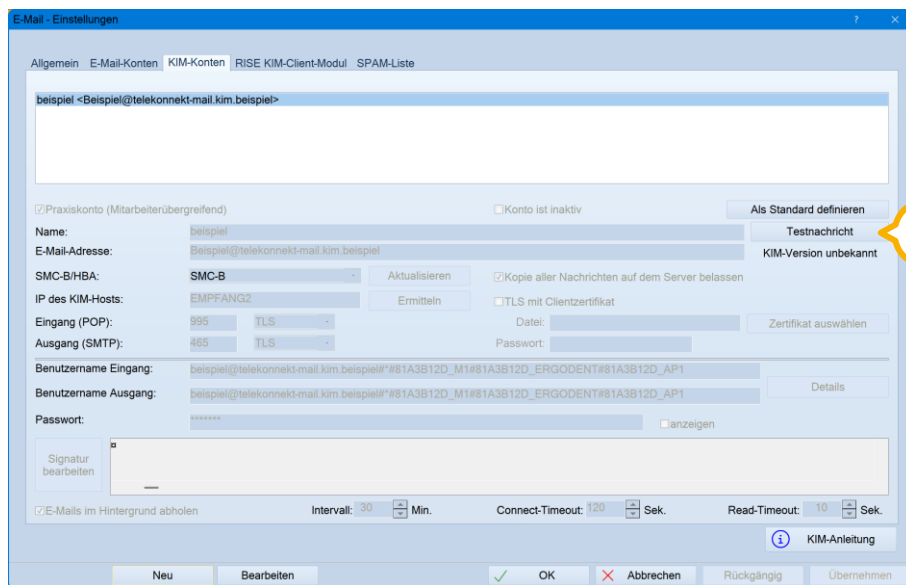 E-Mail - Einstellungen ? ×
Allgemein E-Mail-Konten KIM-Konten RISE KIM-Client-Modul SPAM-Liste
beispiel <Beispiel@telekonnekt-mail.kim.beispiel>
Praxiskonto (Mitarbeiterübergreifend) Konto ist inaktiv Als Standard definieren
Name: beispiel Testnachricht
E-Mail-Adresse: Beispiel@telekonnekt-mail.kim.beispiel KIM-Version unbekannt
SMC-B/HBA: SMC-B Aktualisieren Kopie aller Nachrichten auf dem Server belassen
IP des KIM-Hosts: EMPFANG2 Ermitteln TLS mit Clientzertifikat
Eingang (POP): 995 TLS Datei: Zertifikat auswählen
Ausgang (SMTP): 465 TLS Passwort:
Benutzername Eingang: beispiel@telekonnekt-mail.kim.beispiel#*#81A3B12D_M1#81A3B12D_ERGODENT#81A3B12D_AP1
Benutzername Ausgang: beispiel@telekonnekt-mail.kim.beispiel#*#81A3B12D_M1#81A3B12D_ERGODENT#81A3B12D_AP1
Details
Passwort: ******* anzeigen
Signatur bearbeiten ¤
E-Mails im Hintergrund abholen Intervall: 30 Min. Connect-Timeout: 120 Sek. Read-Timeout: 10 Sek.
KIM-Anleitung
Neu Bearbeiten OK Abbrechen Rückgängig Übernehmen